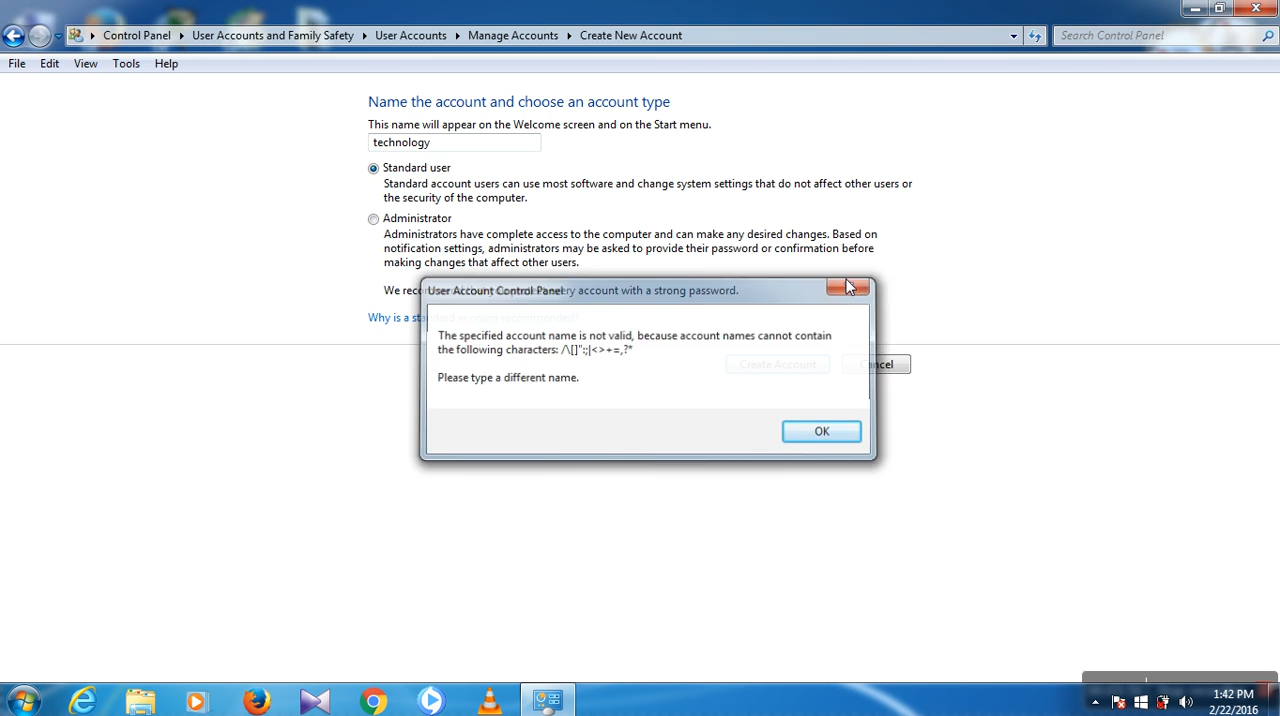 Control Panel ▸ User Accounts and Family Safety ▸ User Accounts ▸ Manage Accounts ▸ Create New Account
Search Control Panel
File Edit View Tools Help
Name the account and choose an account type
This name will appear on the Welcome screen and on the Start menu.
technology
Standard user
Standard account users can use most software and change system settings that do not affect other users or
the security of the computer.
Administrator
Administrators have complete access to the computer and can make any desired changes. Based on
notification settings, administrators may be asked to provide their password or confirmation before
making changes that affect other users.
We every account with a strong password.
User Account Control Panel
Why is a
The specified account name is not valid, because account names cannot contain
the following characters: /\[]":;|<>+=,?*
Create Account
Please type a different name.
OK
1:42 PM
2/22/2016